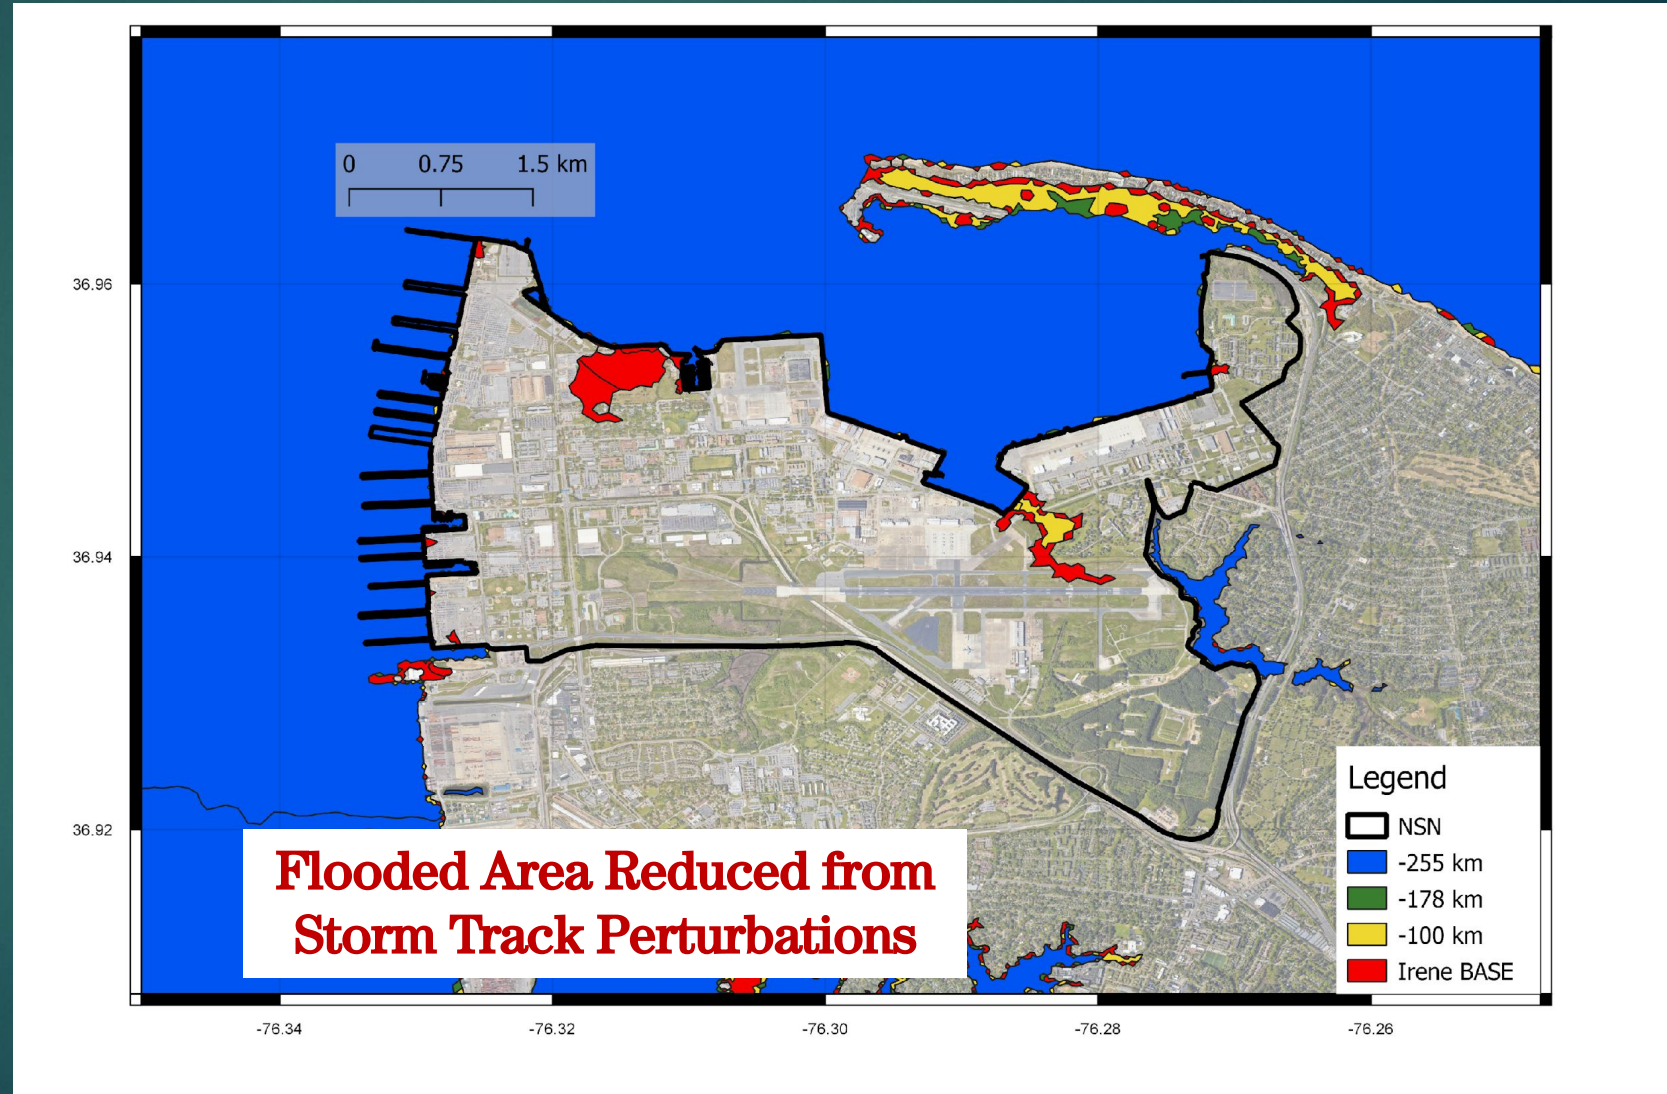 0 0.75 1.5 km
36.96
36.94
36.92
Legend
NSN
-255 km
-178 km
-100 km
Irene BASE
Flooded Area Reduced from
Storm Track Perturbations
-76.34 -76.32 -76.30 -76.28 -76.26